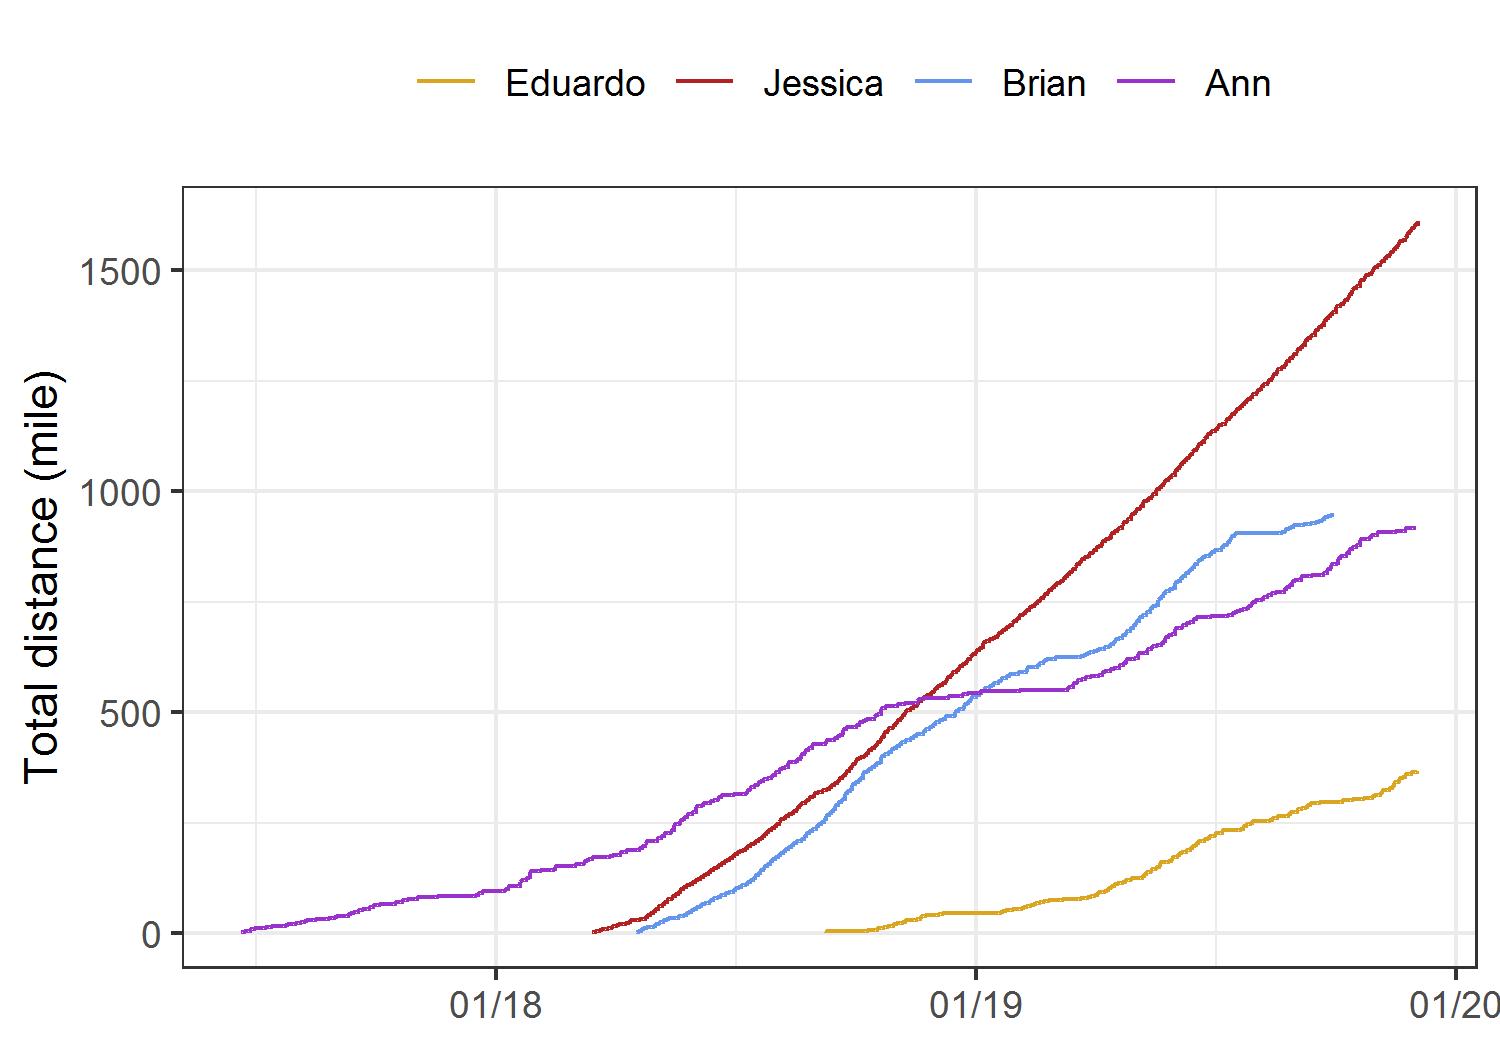 Eduardo Jessica Brian Ann
Total distance (mile)
1500
1000
500
0
01/18 01/19 01/20